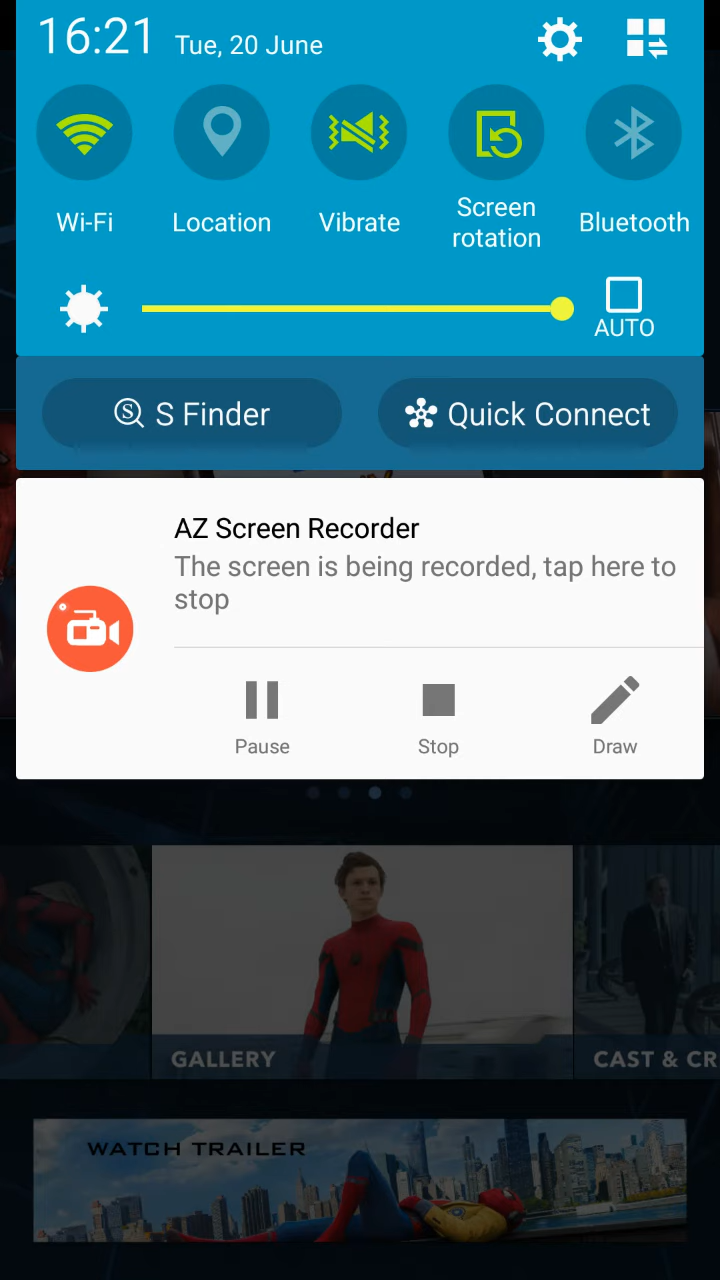 16:21 Tue, 20 June
Wi-Fi
Location
Vibrate
Screen
rotation
Bluetooth
AUTO
S Finder
Quick Connect
AZ Screen Recorder
The screen is being recorded, tap here to
stop
Pause
Stop
Draw
GALLERY
CAST & CR
WATCH TRAILER